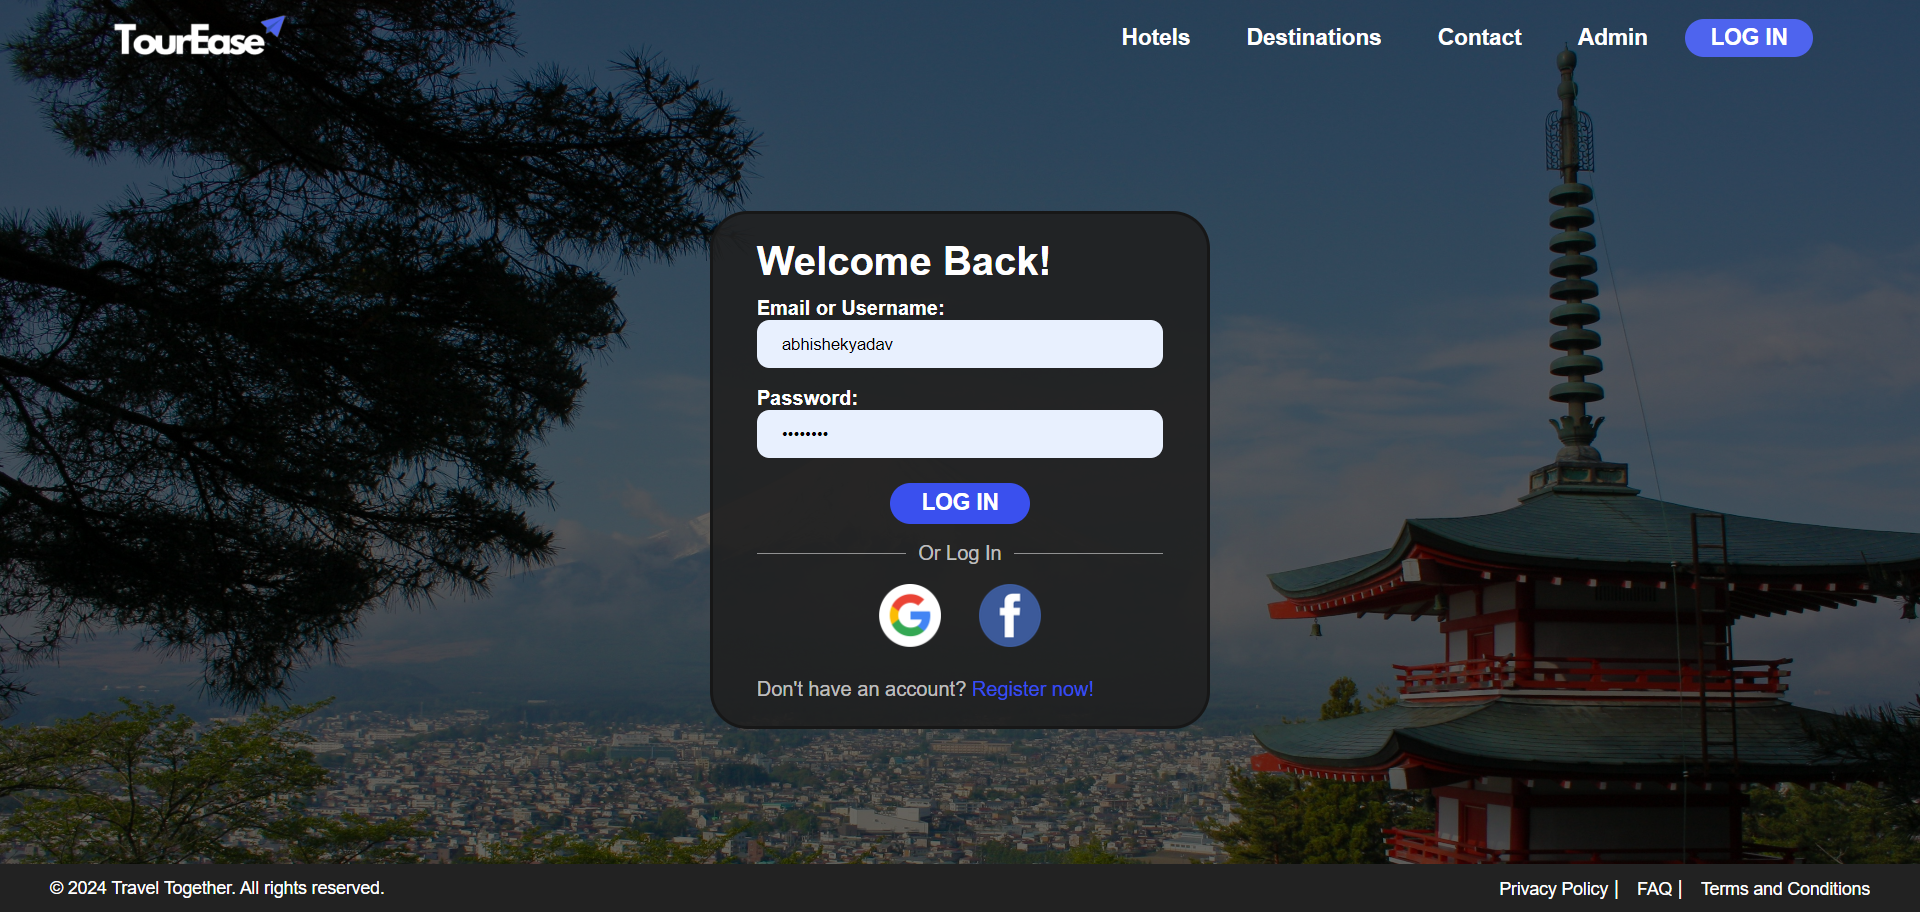 TourEase
Hotels Destinations Contact Admin LOG IN
Welcome Back!
Email or Username:
abhishekyadav
Password:
••••••••
LOG IN
Or Log In
G f
Don't have an account? Register now!
© 2024 Travel Together. All rights reserved.
Privacy Policy | FAQ | Terms and Conditions